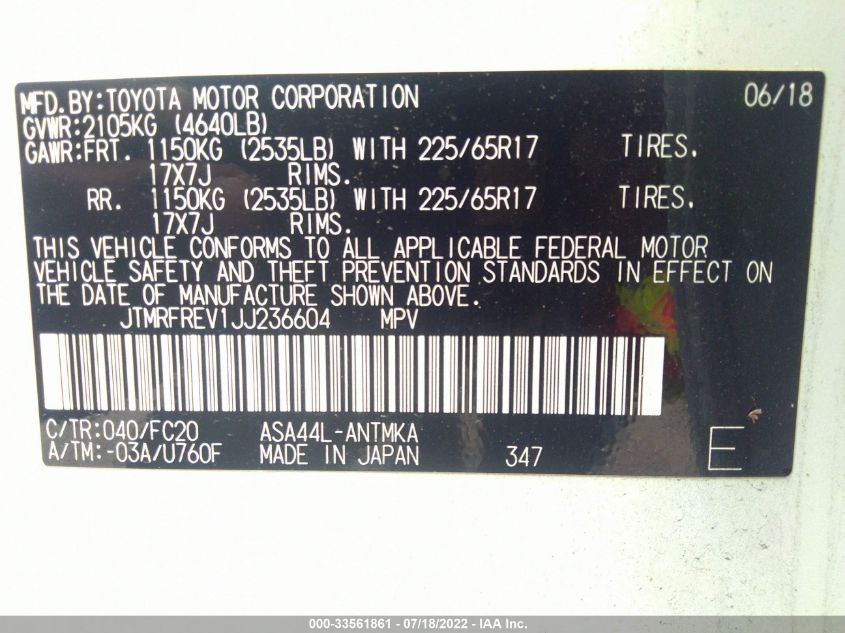 MFD.BY:TOYOTA MOTOR CORPORATION 06/18
GVWR:2105KG (4640LB)
GAWR:FRT. 1150KG (2535LB) WITH 225/65R17 TIRES.
17X7J RIMS.
RR. 1150KG (2535LB) WITH 225/65R17 TIRES.
17X7J RIMS.
THIS VEHICLE CONFORMS TO ALL APPLICABLE FEDERAL MOTOR
VEHICLE SAFETY AND THEFT PREVENTION STANDARDS IN EFFECT ON
THE DATE OF MANUFACTURE SHOWN ABOVE.
JTMRFREV1JJ236604 MPV
C/TR:040/FC20 ASA44L-ANTMKA
A/TM:-03A/U760F MADE IN JAPAN 347 E
000-33561861 - 07/18/2022 - IAA Inc.